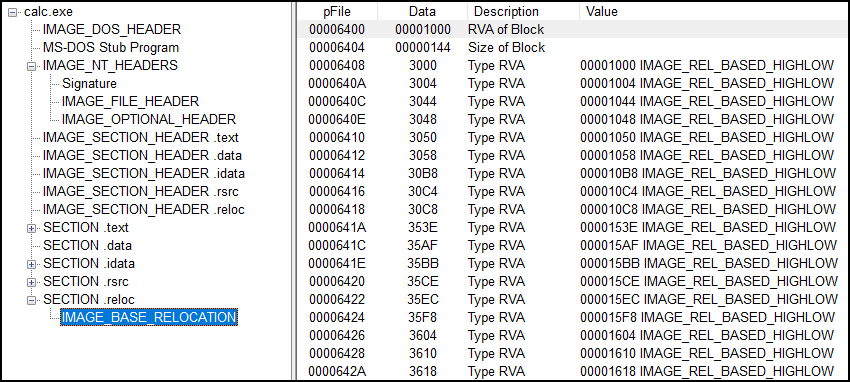 calc.exe
IMAGE_DOS_HEADER
MS-DOS Stub Program
IMAGE_NT_HEADERS
Signature
IMAGE_FILE_HEADER
IMAGE_OPTIONAL_HEADER
IMAGE_SECTION_HEADER .text
IMAGE_SECTION_HEADER .data
IMAGE_SECTION_HEADER .idata
IMAGE_SECTION_HEADER .rsrc
IMAGE_SECTION_HEADER .reloc
SECTION .text
SECTION .data
SECTION .idata
SECTION .rsrc
SECTION .reloc
IMAGE_BASE_RELOCATION
pFile Data Description Value
00006400 00001000 RVA of Block
00006404 00000144 Size of Block
00006408 3000 Type RVA 00001000 IMAGE_REL_BASED_HIGHLOW
0000640A 3004 Type RVA 00001004 IMAGE_REL_BASED_HIGHLOW
0000640C 3044 Type RVA 00001044 IMAGE_REL_BASED_HIGHLOW
0000640E 3048 Type RVA 00001048 IMAGE_REL_BASED_HIGHLOW
00006410 3050 Type RVA 00001050 IMAGE_REL_BASED_HIGHLOW
00006412 3058 Type RVA 00001058 IMAGE_REL_BASED_HIGHLOW
00006414 30B8 Type RVA 000010B8 IMAGE_REL_BASED_HIGHLOW
00006416 30C4 Type RVA 000010C4 IMAGE_REL_BASED_HIGHLOW
00006418 30C8 Type RVA 000010C8 IMAGE_REL_BASED_HIGHLOW
0000641A 353E Type RVA 0000153E IMAGE_REL_BASED_HIGHLOW
0000641C 35AF Type RVA 000015AF IMAGE_REL_BASED_HIGHLOW
0000641E 35BB Type RVA 000015BB IMAGE_REL_BASED_HIGHLOW
00006420 35CE Type RVA 000015CE IMAGE_REL_BASED_HIGHLOW
00006422 35EC Type RVA 000015EC IMAGE_REL_BASED_HIGHLOW
00006424 35F8 Type RVA 000015F8 IMAGE_REL_BASED_HIGHLOW
00006426 3604 Type RVA 00001604 IMAGE_REL_BASED_HIGHLOW
00006428 3610 Type RVA 00001610 IMAGE_REL_BASED_HIGHLOW
0000642A 3618 Type RVA 00001618 IMAGE_REL_BASED_HIGHLOW